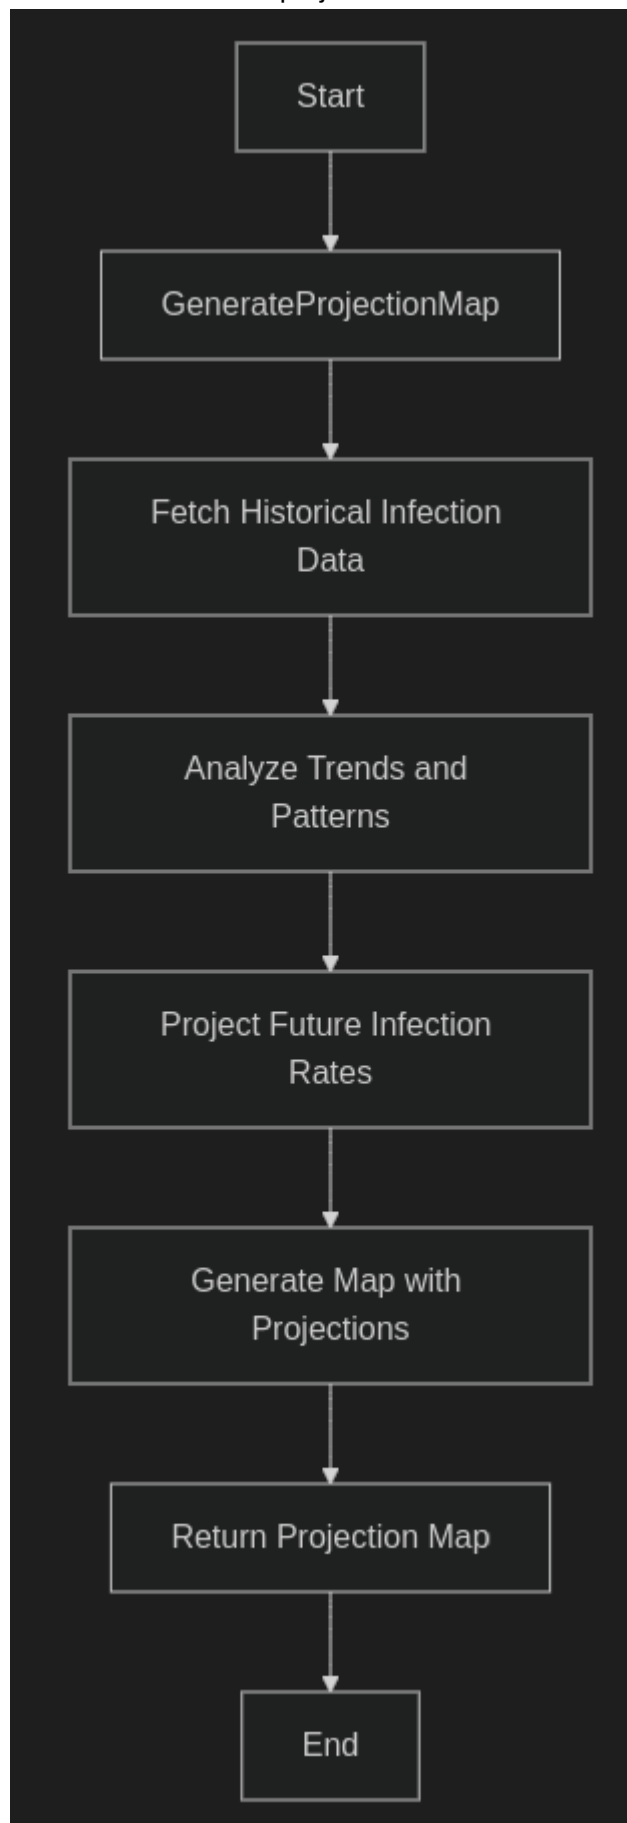 Start
GenerateProjectionMap
Fetch Historical Infection
Data
Analyze Trends and
Patterns
Project Future Infection
Rates
Generate Map with
Projections
Return Projection Map
End